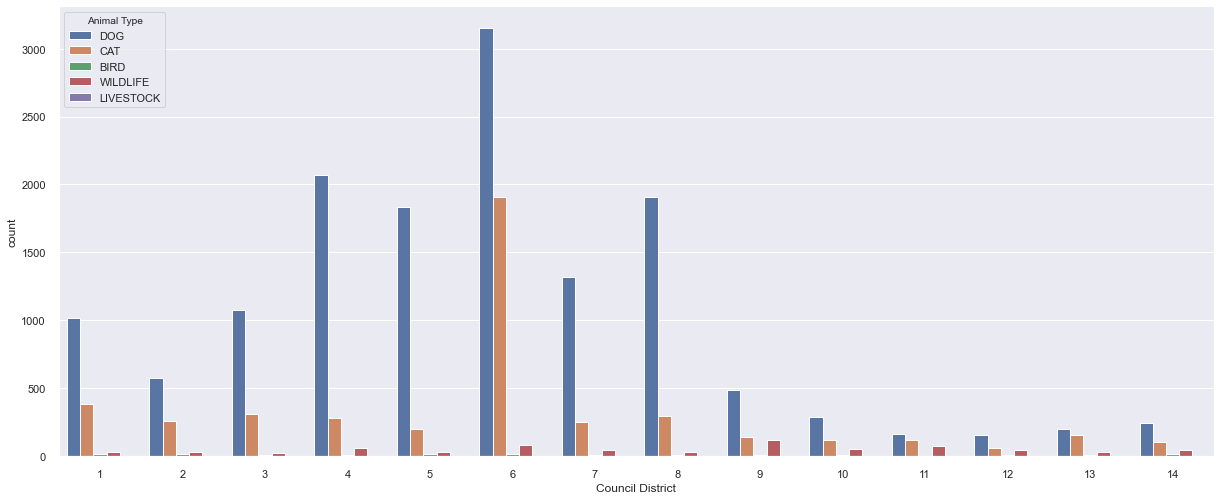 Animal Type
DOG
CAT
BIRD
WILDLIFE
LIVESTOCK
3000
2500
2000
1500
1000
500
0
count
1 2 3 4 5 6 7 8 9 10 11 12 13 14
Council District